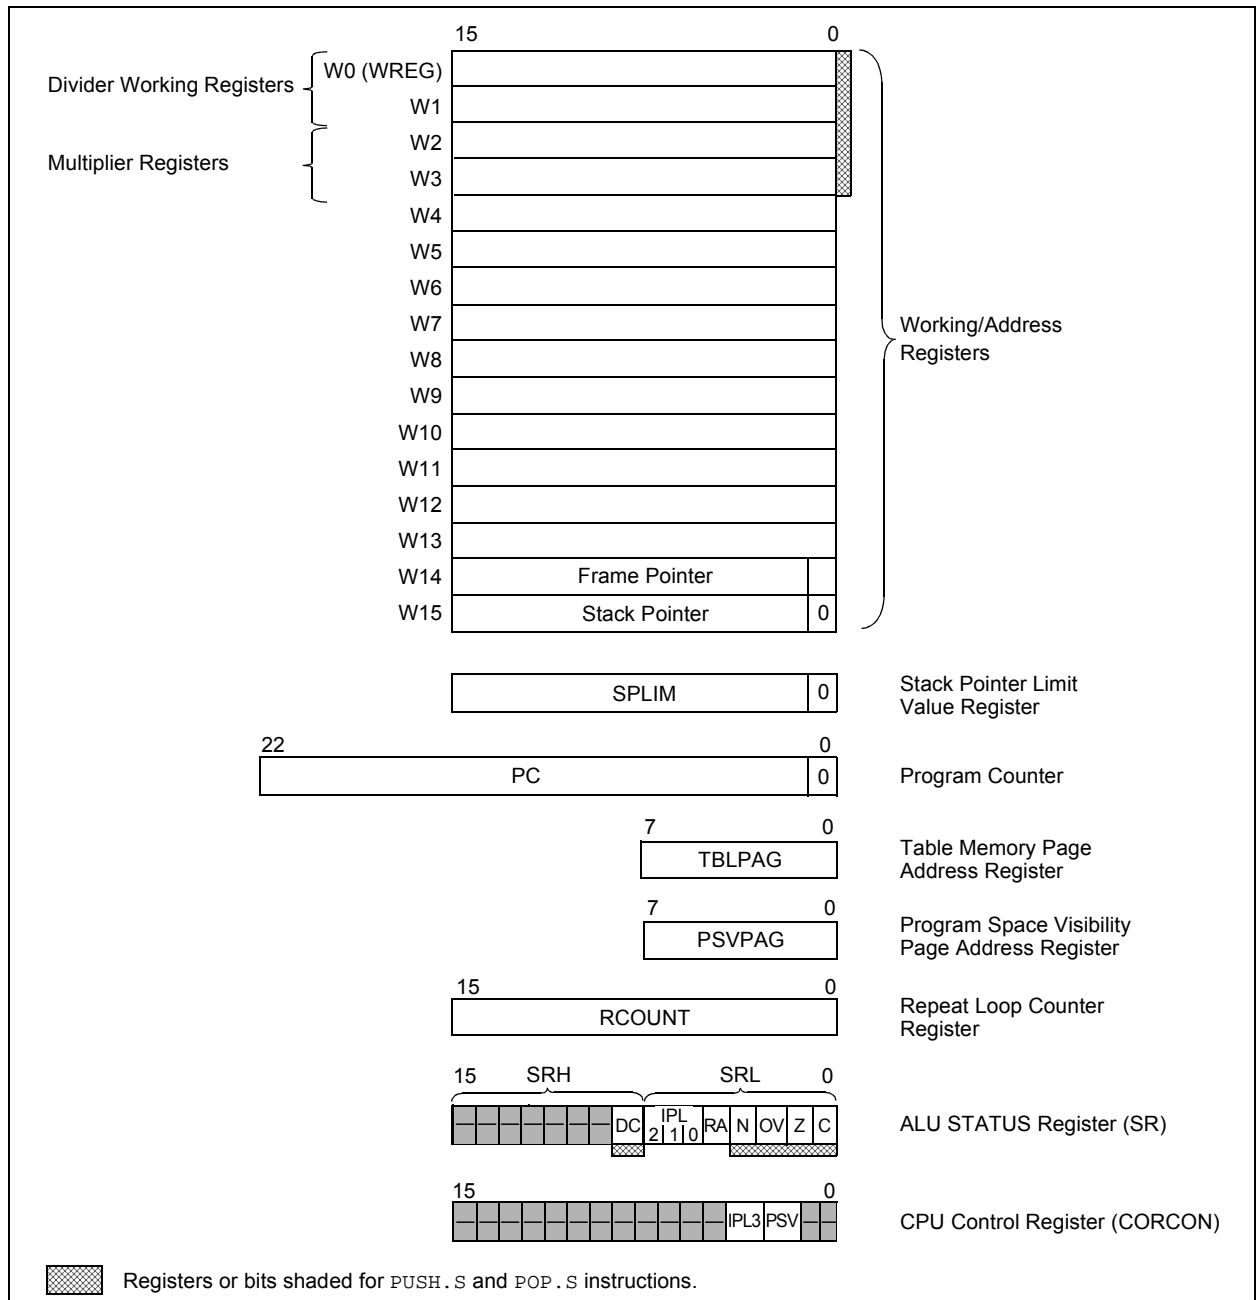 15 0
Divider Working Registers
W0 (WREG)
W1
Multiplier Registers
W2
W3
W4
W5
W6
W7
Working/Address
Registers
W8
W9
W10
W11
W12
W13
W14 Frame Pointer
W15 Stack Pointer 0
SPLIM 0
Stack Pointer Limit
Value Register
22 0
PC 0 Program Counter
7 0
TBLPAG
Table Memory Page
Address Register
7 0
PSVPAG
Program Space Visibility
Page Address Register
15 0
RCOUNT
Repeat Loop Counter
Register
15 SRH SRL 0
— — — — — — — DC IPL 2 1 0 RA N OV Z C ALU STATUS Register (SR)
15 0
— — — — — — — — — — — — IPL3 PSV — — CPU Control Register (CORCON)
Registers or bits shaded for PUSH.S and POP.S instructions.